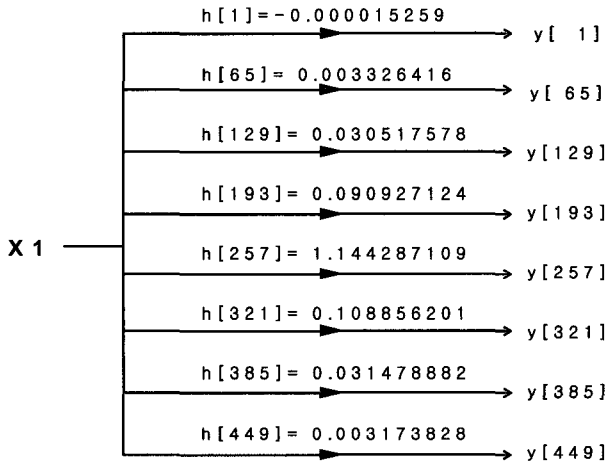 h[1]=-0.000015259
y[ 1]
h[65]= 0.003326416
y[ 65]
h[129]= 0.030517578
y[129]
h[193]= 0.090927124
y[193]
X 1
h[257]= 1.144287109
y[257]
h[321]= 0.108856201
y[321]
h[385]= 0.031478882
y[385]
h[449]= 0.003173828
y[449]